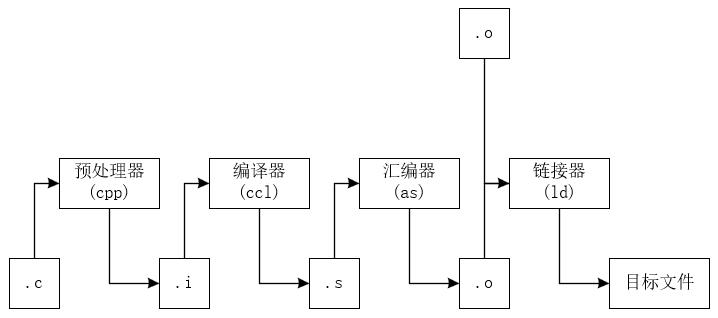 .o
预处理器
(cpp)
编译器
(ccl)
汇编器
(as)
链接器
(ld)
.c
.i
.s
.o
目标文件